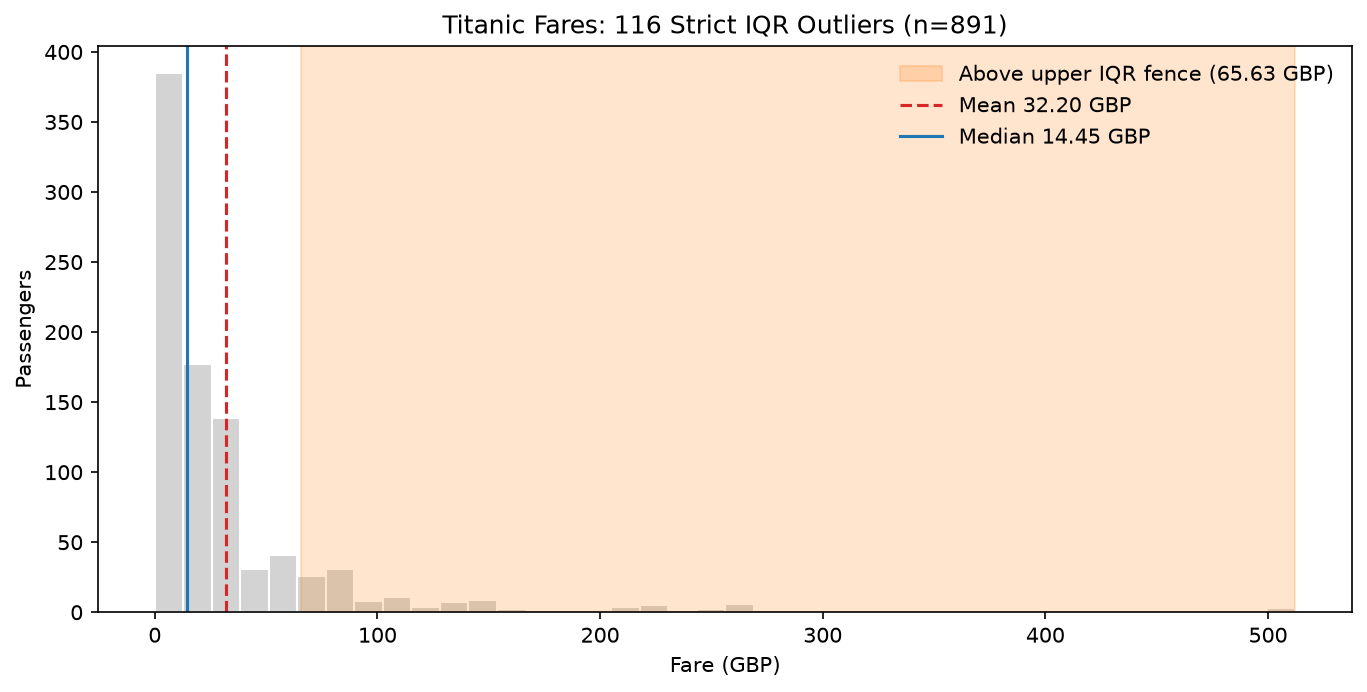 Titanic Fares: 116 Strict IQR Outliers (n=891)
Above upper IQR fence (65.63 GBP)
Mean 32.20 GBP
Median 14.45 GBP
Passengers
400
350
300
250
200
150
100
50
0
0 100 200 300 400 500
Fare (GBP)